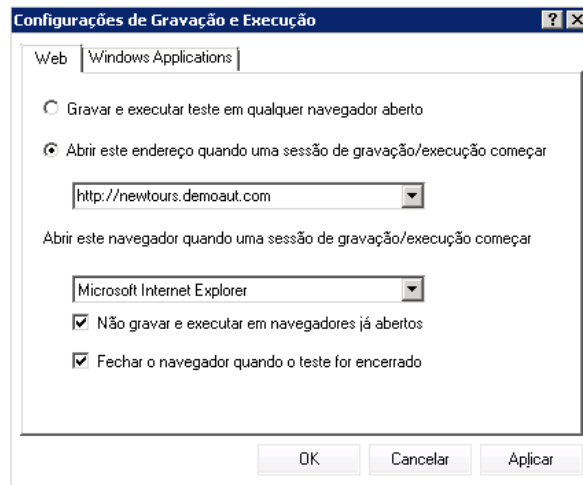 Configurações de Gravação e Execução
Web Windows Applications
Gravar e executar teste em qualquer navegador aberto
Abrir este endereço quando uma sessão de gravação/execução começar
http://newtours.demoaut.com
Abrir este navegador quando uma sessão de gravação/execução começar
Microsoft Internet Explorer
Não gravar e executar em navegadores já abertos
Fechar o navegador quando o teste for encerrado
OK Cancelar Aplicar